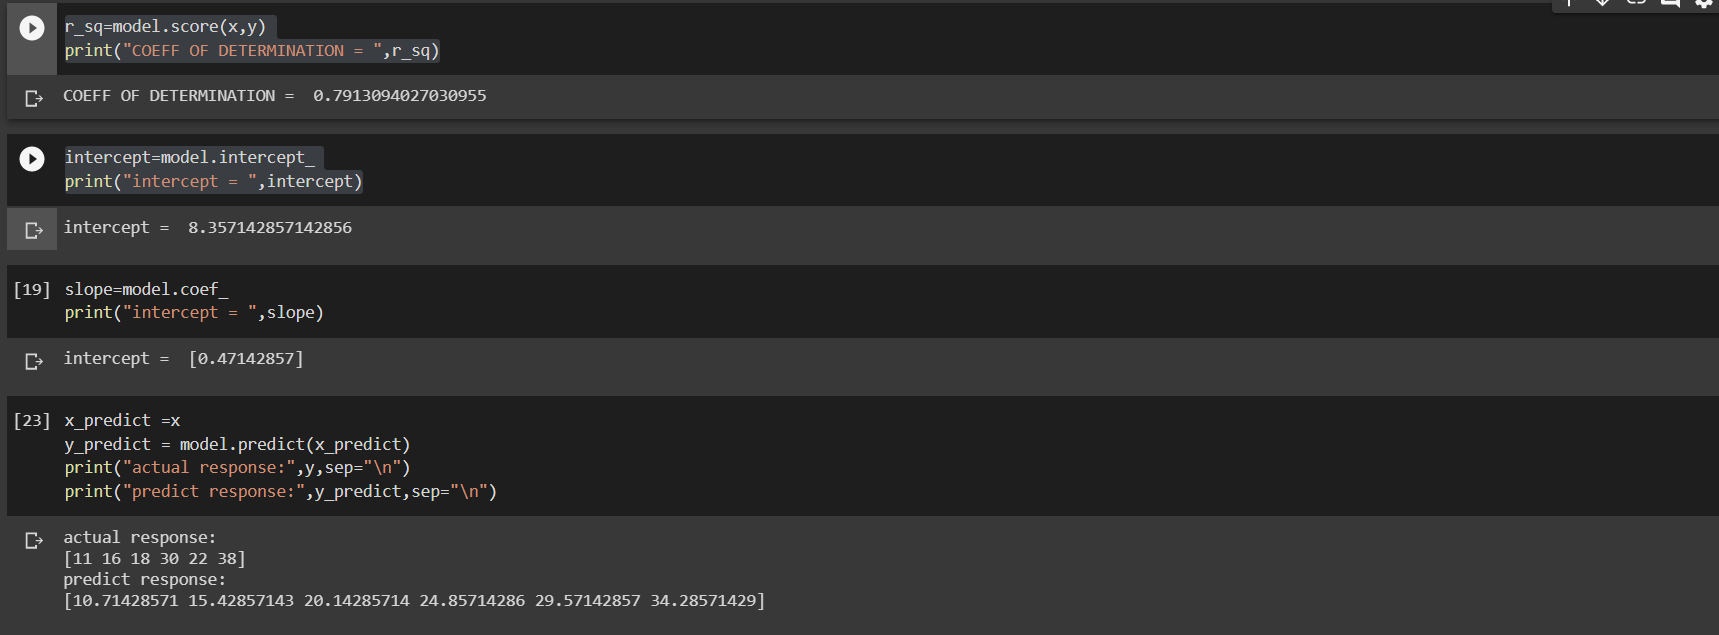 r_sq=model.score(x,y)
print("COEFF OF DETERMINATION = ",r_sq)
COEFF OF DETERMINATION =  0.7913094027030955
intercept=model.intercept_
print("intercept = ",intercept)
intercept =  8.357142857142856
[19] slope=model.coef_
print("intercept = ",slope)
intercept =  [0.47142857]
[23] x_predict =x
y_predict = model.predict(x_predict)
print("actual response:",y,sep="\n")
print("predict response:",y_predict,sep="\n")
actual response:
[11 16 18 30 22 38]
predict response:
[10.71428571 15.42857143 20.14285714 24.85714286 29.57142857 34.28571429]